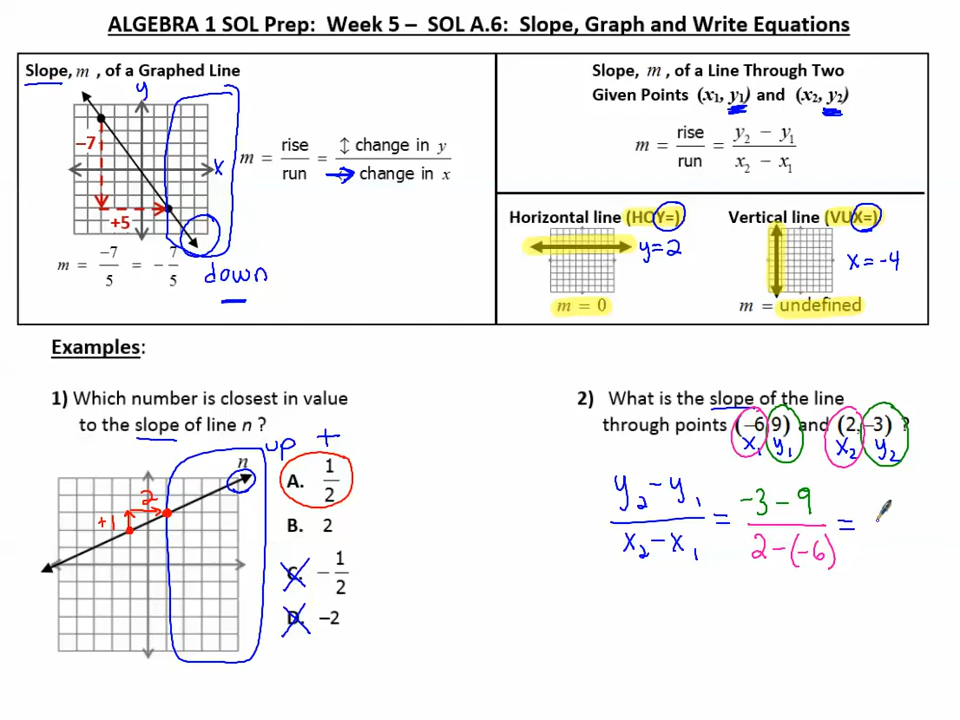 ALGEBRA 1 SOL Prep: Week 5 – SOL A.6: Slope, Graph and Write Equations
Slope, m , of a Graphed Line
y
x
−7
+5
m = rise/run = ↕ change in y / → change in x
m = −7/5 = −7/5
down
Slope, m , of a Line Through Two
Given Points (x₁, y₁) and (x₂, y₂)
m = rise/run = (y₂ − y₁)/(x₂ − x₁)
Horizontal line (HOY=)
y=2
m = 0
Vertical line (VUX=)
x=-4
m = undefined
Examples:
1) Which number is closest in value
to the slope of line n ?
up +
n
+1
2
A. 1/2
B. 2
C. −1/2
D. −2
2) What is the slope of the line
through points (−6, 9) and (2, −3) ?
x₁ y₁ x₂ y₂
(y₂ − y₁)/(x₂ − x₁) = (-3 - 9)/(2 - (-6)) =